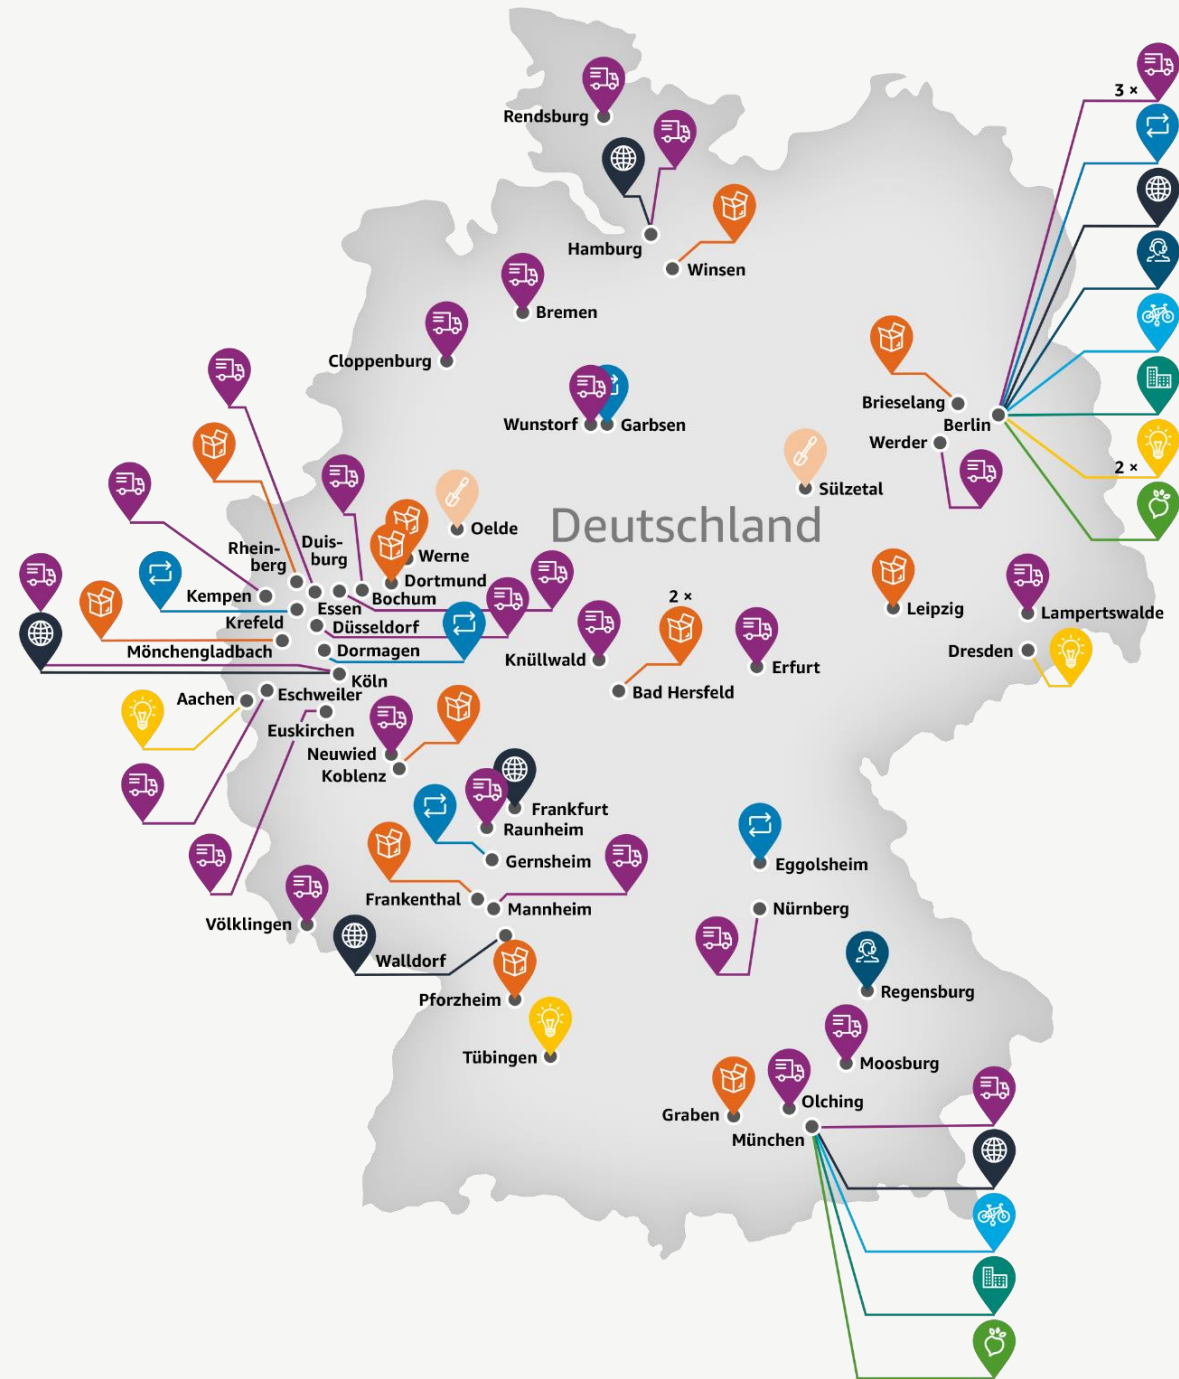 3 ×
Rendsburg
Hamburg
Winsen
Bremen
Cloppenburg
Brieselang
Berlin
Wunstorf
Garbsen
Werder
2 ×
Sülzetal
Oelde
Deutschland
Rhein-
berg
Duis-
burg
Werne
Dortmund
Kempen
Bochum
Essen
Krefeld
Düsseldorf
Mönchengladbach
Dormagen
2 ×
Leipzig
Lampertswalde
Knüllwald
Erfurt
Dresden
Köln
Bad Hersfeld
Aachen
Eschweiler
Euskirchen
Neuwied
Koblenz
Frankfurt
Raunheim
Gernsheim
Eggolsheim
Frankenthal
Mannheim
Nürnberg
Völklingen
Walldorf
Regensburg
Pforzheim
Tübingen
Moosburg
Olching
Graben
München